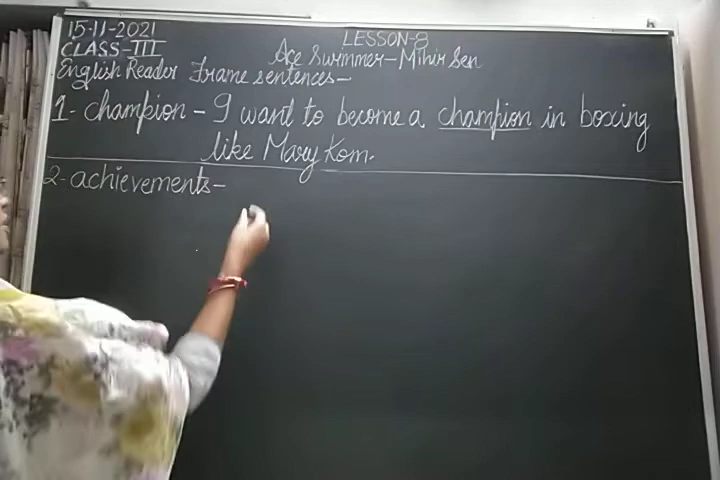 15-11-2021
LESSON-8
CLASS-III
Ace Swimmer-Mihir Sen
English Reader Frame sentences-
1- champion - I want to become a champion in boxing
like Mary Kom.
2- achievements-